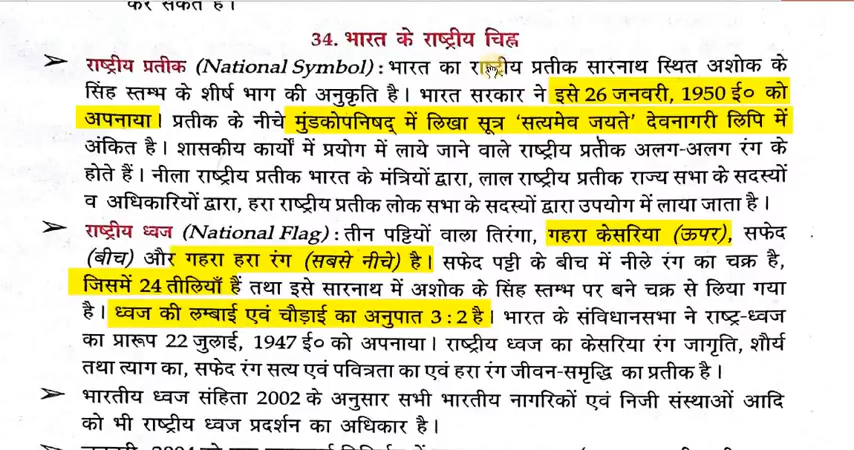 कर सकते हैं।
34. भारत के राष्ट्रीय चिह्न
➢ राष्ट्रीय प्रतीक (National Symbol) : भारत का राष्ट्रीय प्रतीक सारनाथ स्थित अशोक के
सिंह स्तम्भ के शीर्ष भाग की अनुकृति है। भारत सरकार ने इसे 26 जनवरी, 1950 ई० को
अपनाया। प्रतीक के नीचे मुंडकोपनिषद् में लिखा सूत्र ‘सत्यमेव जयते’ देवनागरी लिपि में
अंकित है। शासकीय कार्यों में प्रयोग में लाये जाने वाले राष्ट्रीय प्रतीक अलग-अलग रंग के
होते हैं। नीला राष्ट्रीय प्रतीक भारत के मंत्रियों द्वारा, लाल राष्ट्रीय प्रतीक राज्य सभा के सदस्यों
व अधिकारियों द्वारा, हरा राष्ट्रीय प्रतीक लोक सभा के सदस्यों द्वारा उपयोग में लाया जाता है।
➢ राष्ट्रीय ध्वज (National Flag) : तीन पट्टियों वाला तिरंगा, गहरा केसरिया (ऊपर), सफेद
(बीच) और गहरा हरा रंग (सबसे नीचे) है। सफेद पट्टी के बीच में नीले रंग का चक्र है,
जिसमें 24 तीलियाँ हैं तथा इसे सारनाथ में अशोक के सिंह स्तम्भ पर बने चक्र से लिया गया
है। ध्वज की लम्बाई एवं चौड़ाई का अनुपात 3 : 2 है। भारत के संविधानसभा ने राष्ट्र-ध्वज
का प्रारूप 22 जुलाई, 1947 ई० को अपनाया। राष्ट्रीय ध्वज का केसरिया रंग जागृति, शौर्य
तथा त्याग का, सफेद रंग सत्य एवं पवित्रता का एवं हरा रंग जीवन-समृद्धि का प्रतीक है।
➢ भारतीय ध्वज संहिता 2002 के अनुसार सभी भारतीय नागरिकों एवं निजी संस्थाओं आदि
को भी राष्ट्रीय ध्वज प्रदर्शन का अधिकार है।